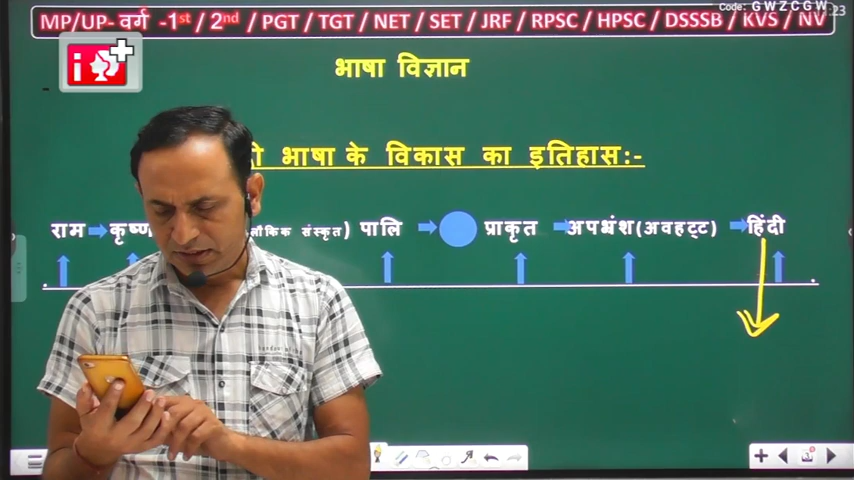 Code: G W Z C G W
MP/UP- वर्ग -1st / 2nd / PGT / TGT / NET / SET / JRF / RPSC / HPSC / DSSSB / KVS / NV
भाषा विज्ञान
भाषा के विकास का इतिहास:-
राम कृष्ण लौकिक संस्कृत) पालि प्राकृत अपभ्रंश(अवहट्ट) हिंदी